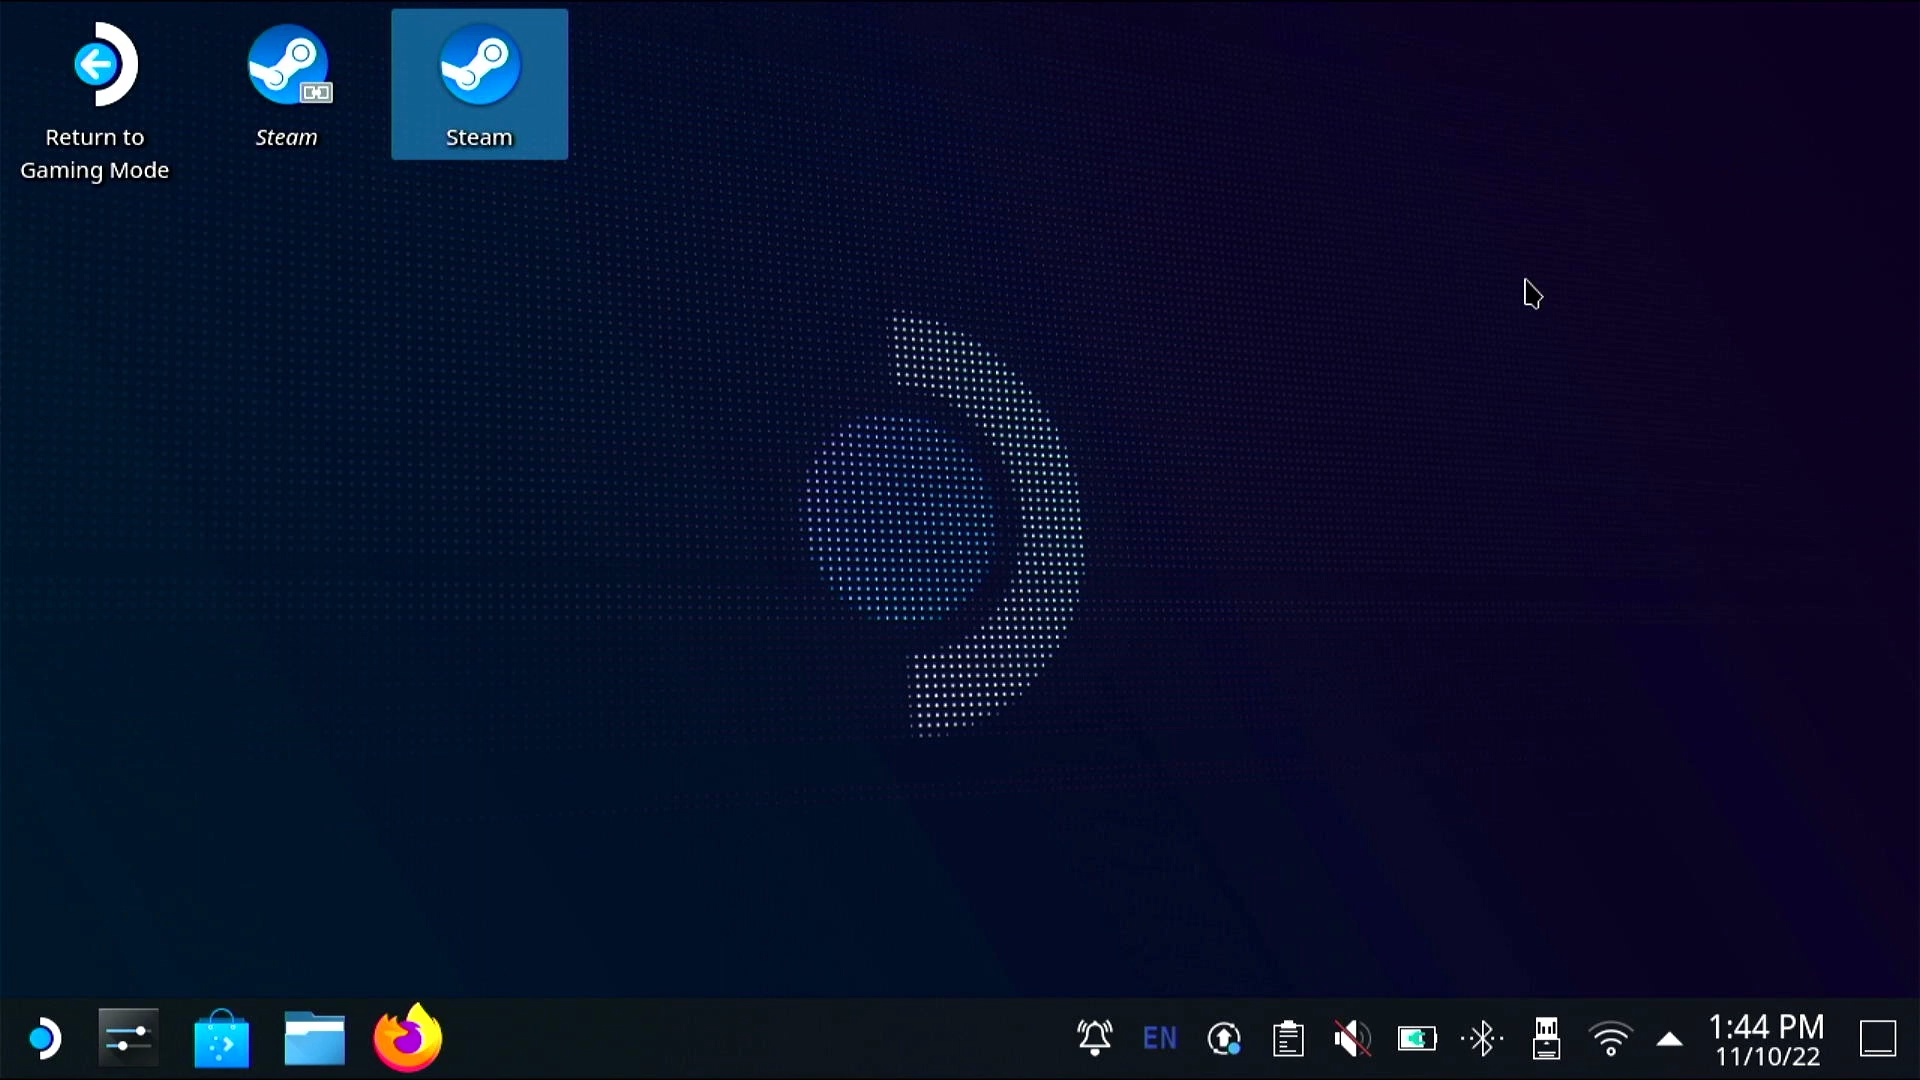 Return to
Gaming Mode
Steam
Steam
EN
1:44 PM
11/10/22